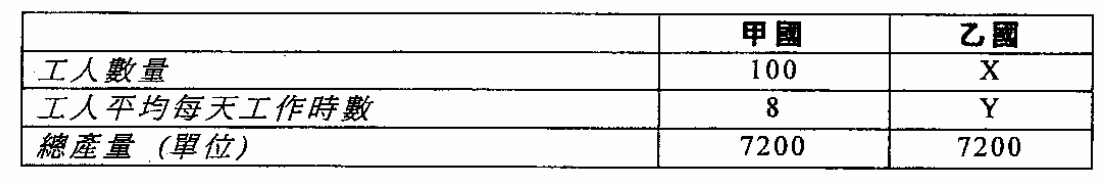 甲國 乙國
工人數量 100 X
工人平均每天工作時數 8 Y
總產量 (單位) 7200 7200